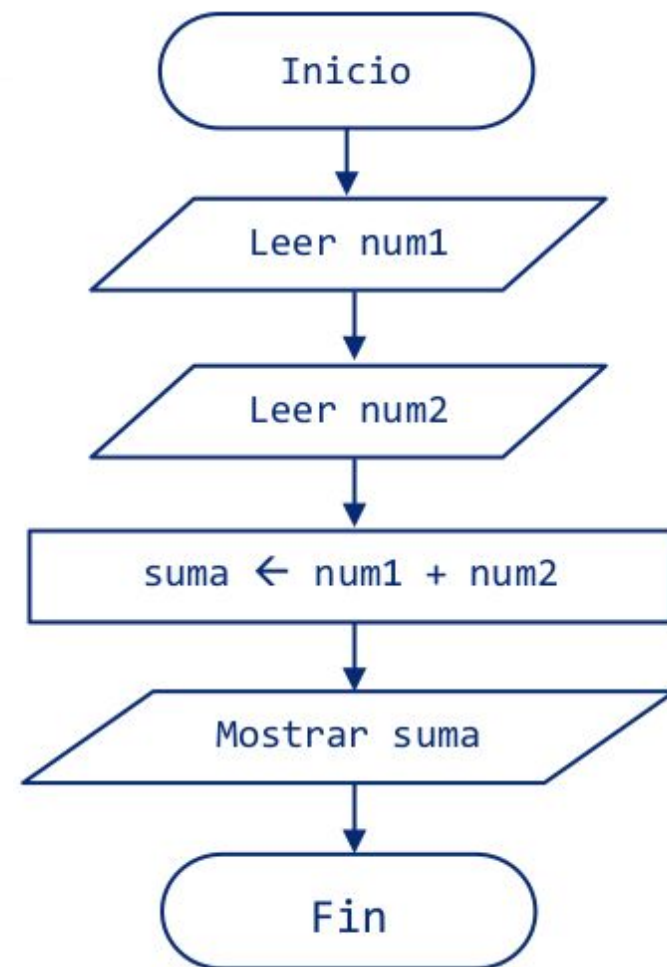 Inicio
Leer num1
Leer num2
suma ← num1 + num2
Mostrar suma
Fin